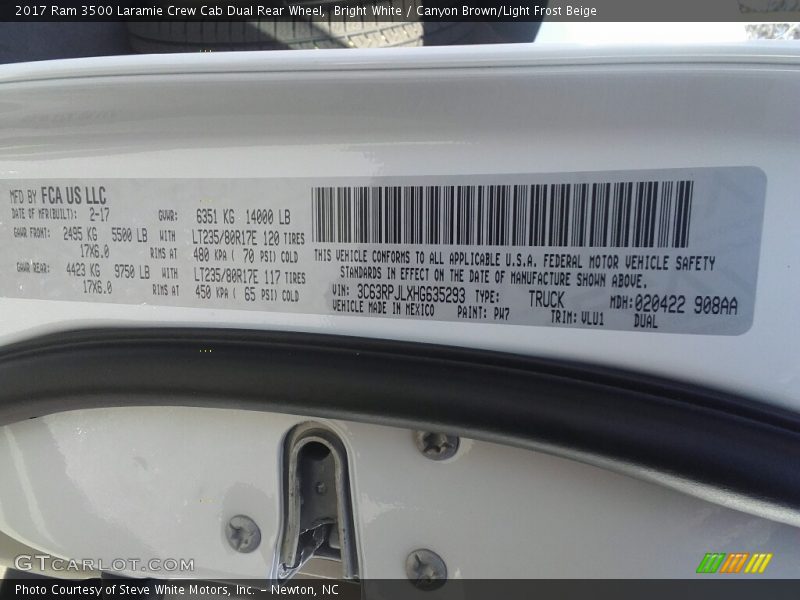 2017 Ram 3500 Laramie Crew Cab Dual Rear Wheel,  Bright White / Canyon Brown/Light Frost Beige
MFD BY FCA US LLC
DATE OF MFR(BUILT): 2-17 GVWR: 6351 KG 14000 LB
GAWR FRONT: 2495 KG 5500 LB WITH LT235/80R17E 120 TIRES
17X6.0 RIMS AT 480 KPA ( 70 PSI) COLD
GAWR REAR: 4423 KG 9750 LB WITH LT235/80R17E 117 TIRES
17X6.0 RIMS AT 450 KPA ( 65 PSI) COLD
THIS VEHICLE CONFORMS TO ALL APPLICABLE U.S.A. FEDERAL MOTOR VEHICLE SAFETY
STANDARDS IN EFFECT ON THE DATE OF MANUFACTURE SHOWN ABOVE.
VIN: 3C63RPJLXHG635293 TYPE: TRUCK MDH: 020422 908AA
VEHICLE MADE IN MEXICO PAINT: PW7 TRIM: VLU1 DUAL
GTCARLOT.COM
Photo Courtesy of Steve White Motors, Inc. – Newton, NC